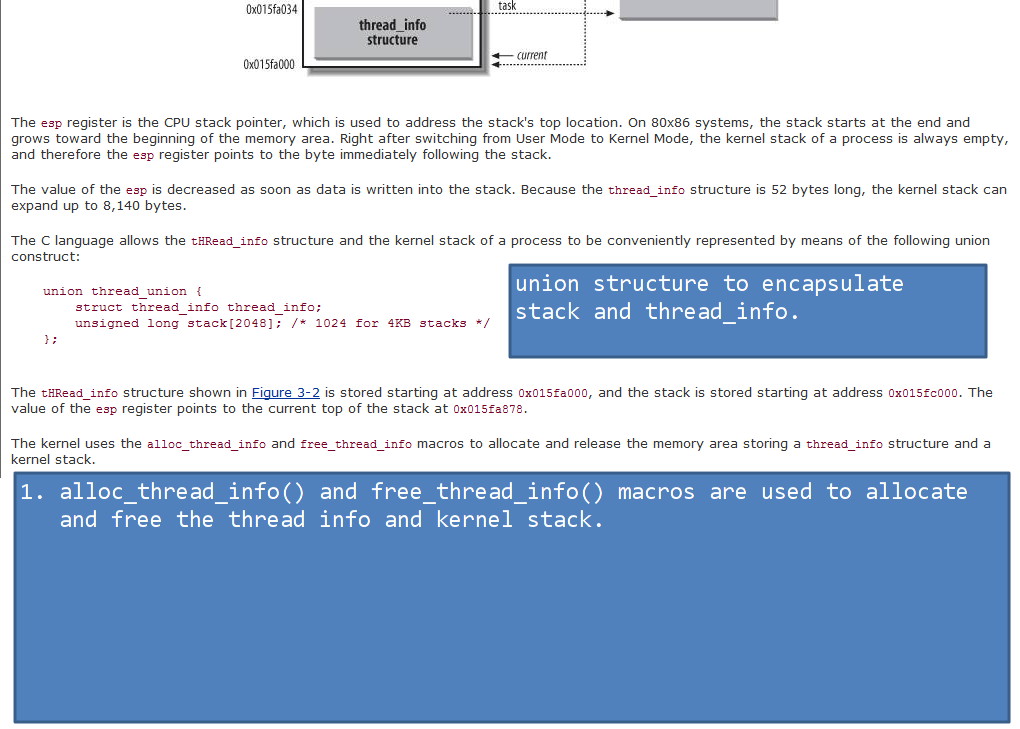 0x015fa034
task
thread_info
structure
current
0x015fa000
The esp register is the CPU stack pointer, which is used to address the stack's top location. On 80x86 systems, the stack starts at the end and
grows toward the beginning of the memory area. Right after switching from User Mode to Kernel Mode, the kernel stack of a process is always empty,
and therefore the esp register points to the byte immediately following the stack.
The value of the esp is decreased as soon as data is written into the stack. Because the thread_info structure is 52 bytes long, the kernel stack can
expand up to 8,140 bytes.
The C language allows the tHRead_info structure and the kernel stack of a process to be conveniently represented by means of the following union
construct:
union thread_union {
struct thread_info thread_info;
unsigned long stack[2048]; /* 1024 for 4KB stacks */
};
union structure to encapsulate
stack and thread_info.
The tHRead_info structure shown in Figure 3-2 is stored starting at address 0x015fa000, and the stack is stored starting at address 0x015fc000. The
value of the esp register points to the current top of the stack at 0x015fa878.
The kernel uses the alloc_thread_info and free_thread_info macros to allocate and release the memory area storing a thread_info structure and a
kernel stack.
1. alloc_thread_info() and free_thread_info() macros are used to allocate
and free the thread info and kernel stack.